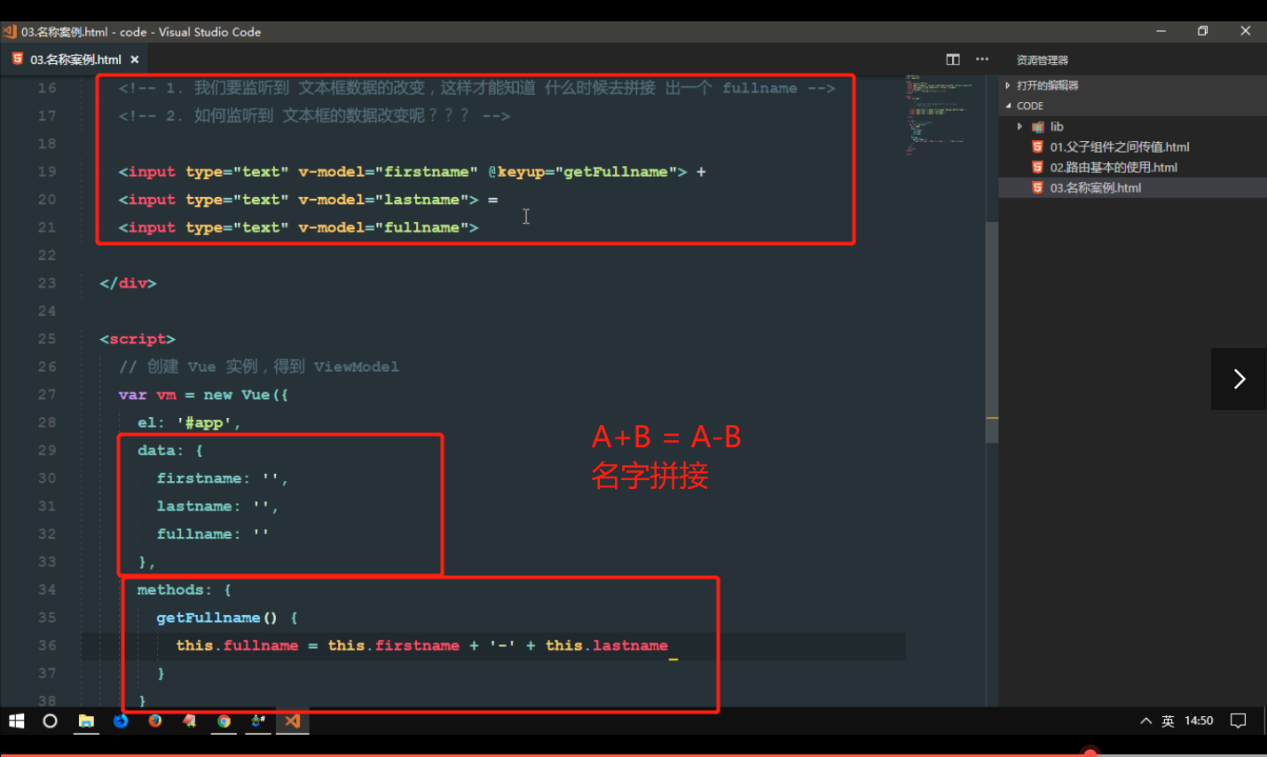 03.名称案例.html - code - Visual Studio Code
03.名称案例.html
资源管理器
打开的编辑器
CODE
lib
01.父子组件之间传值.html
02.路由基本的使用.html
03.名称案例.html
16 <!-- 1. 我们要监听到 文本框数据的改变，这样才能知道 什么时候去拼接 出一个 fullname -->
17 <!-- 2. 如何监听到 文本框的数据改变呢？？？ -->
18
19 <input type="text" v-model="firstname" @keyup="getFullname"> +
20 <input type="text" v-model="lastname"> =
21 <input type="text" v-model="fullname">
22
23 </div>
24
25 <script>
26 // 创建 Vue 实例，得到 ViewModel
27 var vm = new Vue({
28 el: '#app',
29 data: {
30 firstname: '',
31 lastname: '',
32 fullname: ''
33 },
34 methods: {
35 getFullname() {
36 this.fullname = this.firstname + '-' + this.lastname
37 }
38 }
A+B = A-B
名字拼接
英 14:50